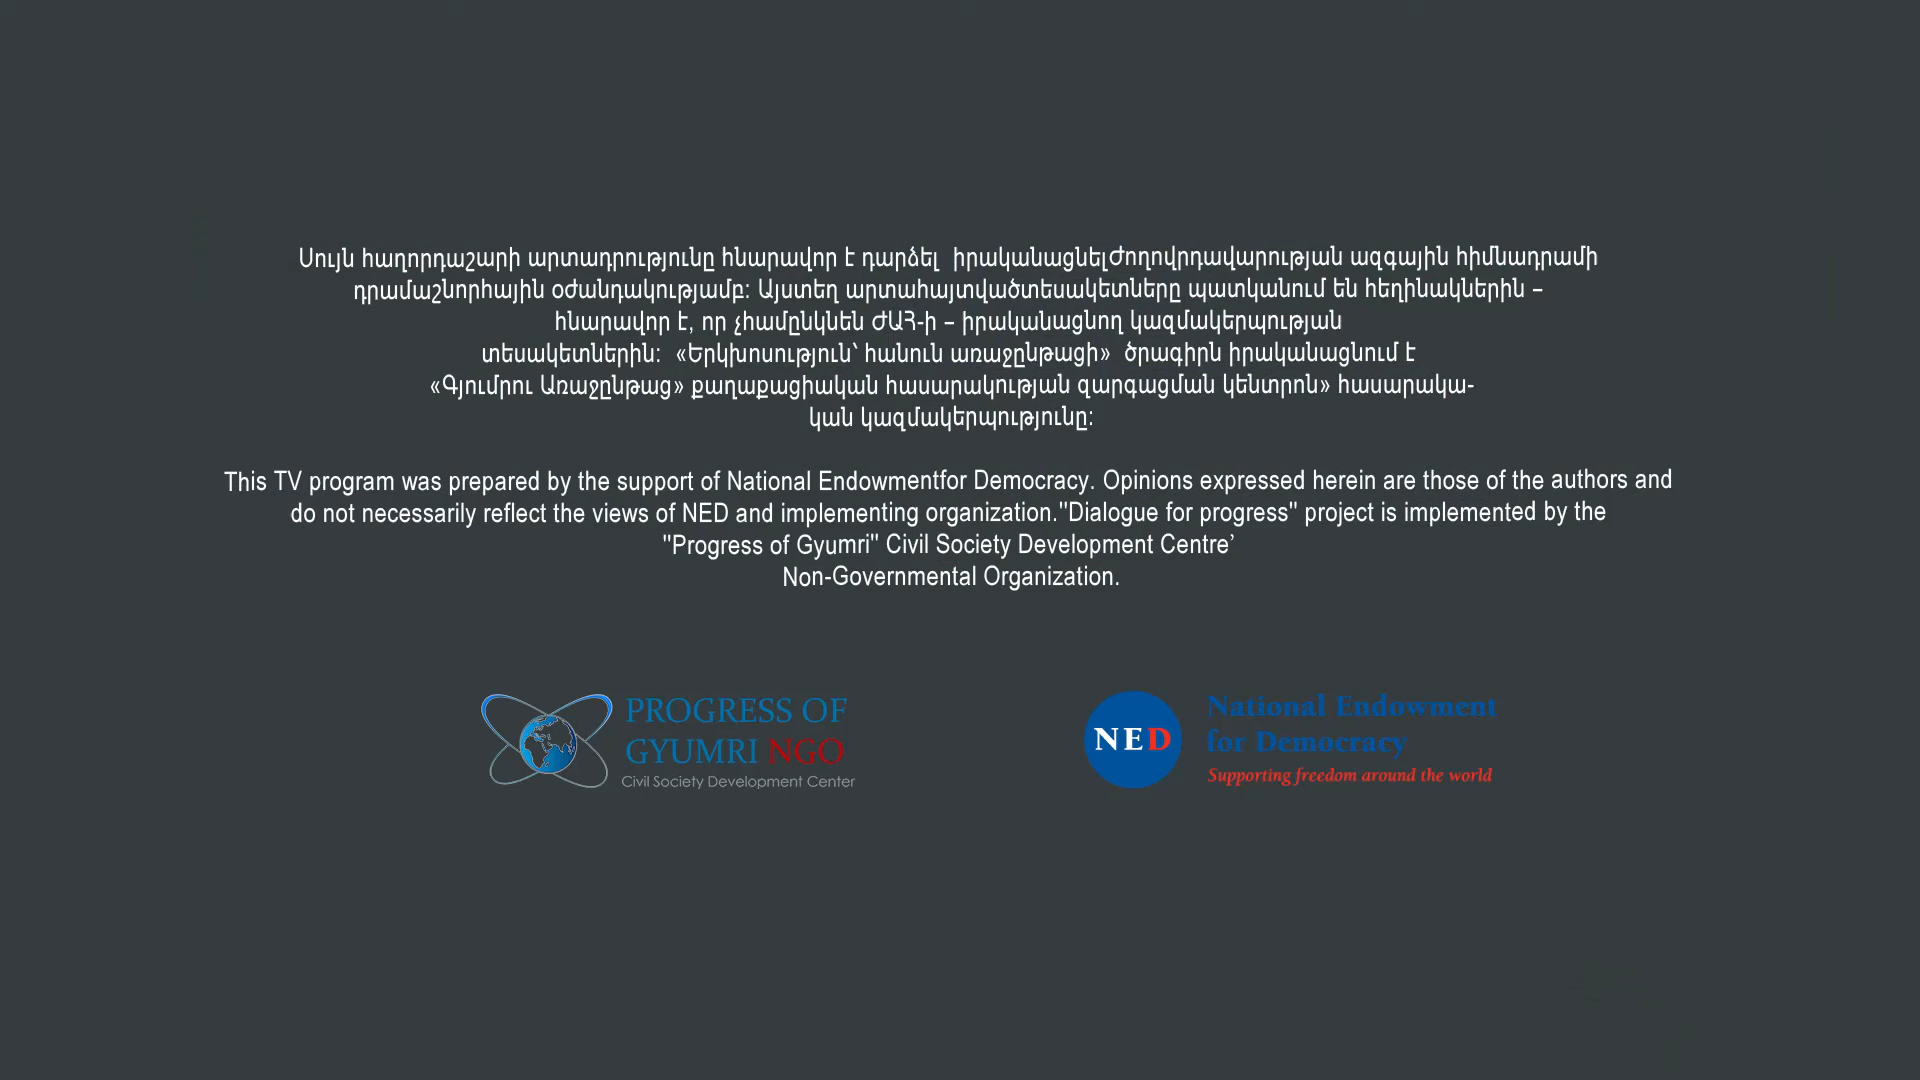 Սույն հաղորդաշարի արտադրությունը հնարավոր է դարձել  իրականացնելԺողովրդավարության ազգային հիմնադրամի
դրամաշնորհային օժանդակությամբ: Այստեղ արտահայտվածտեսակետները պատկանում են հեղինակներին –
հնարավոր է, որ չհամընկնեն ԺԱՀ-ի – իրականացնող կազմակերպության
տեսակետներին:  «Երկխոսություն՝ հանուն առաջընթացի»  ծրագիրն իրականացնում է
«Գյումրու Առաջընթաց» քաղաքացիական հասարակության զարգացման կենտրոն» հասարակա-
կան կազմակերպությունը:
This TV program was prepared by the support of National Endowmentfor Democracy. Opinions expressed herein are those of the authors and
do not necessarily reflect the views of NED and implementing organization."Dialogue for progress" project is implemented by the
"Progress of Gyumri" Civil Society Development Centre’
Non-Governmental Organization.
PROGRESS OF
GYUMRI NGO
Civil Society Development Center
NED
National Endowment
for Democracy
Supporting freedom around the world